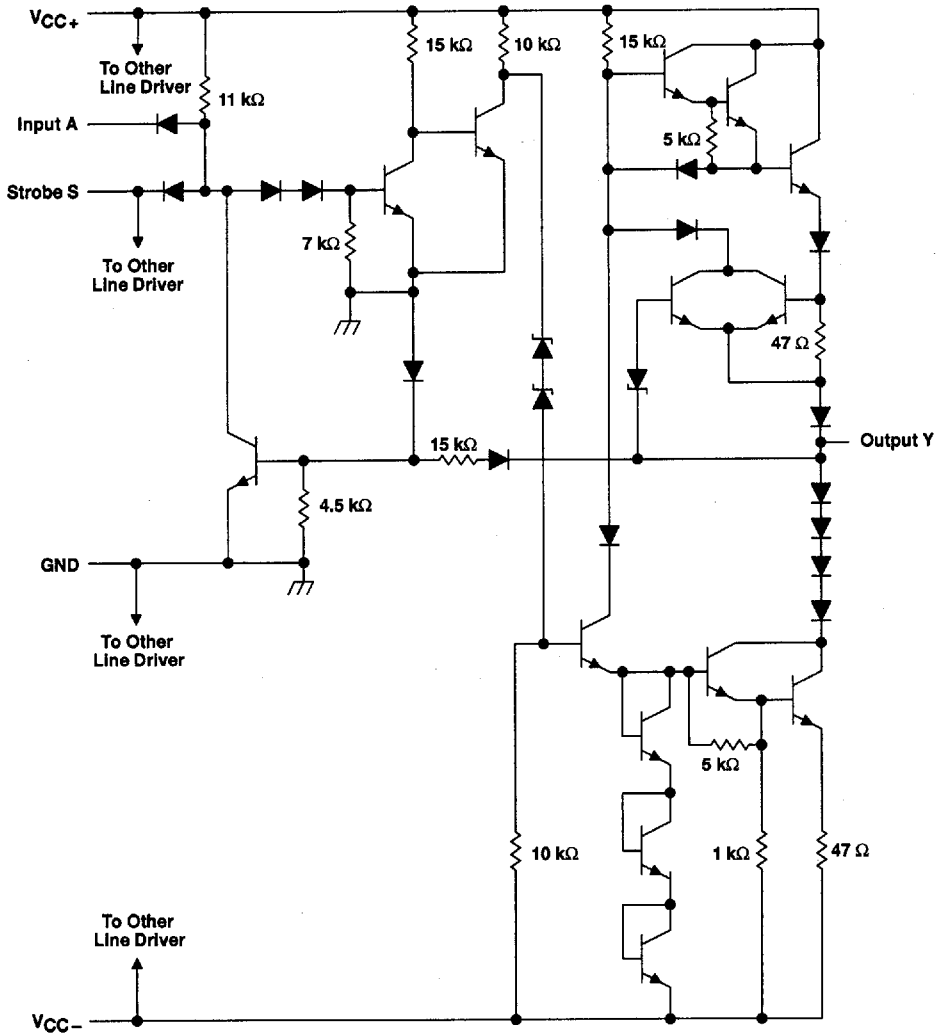 VCC+
15 kΩ
10 kΩ
15 kΩ
To Other
Line Driver
11 kΩ
Input A
5 kΩ
Strobe S
7 kΩ
To Other
Line Driver
47 Ω
Output Y
15 kΩ
4.5 kΩ
GND
To Other
Line Driver
5 kΩ
10 kΩ
1 kΩ
47 Ω
To Other
Line Driver
VCC−